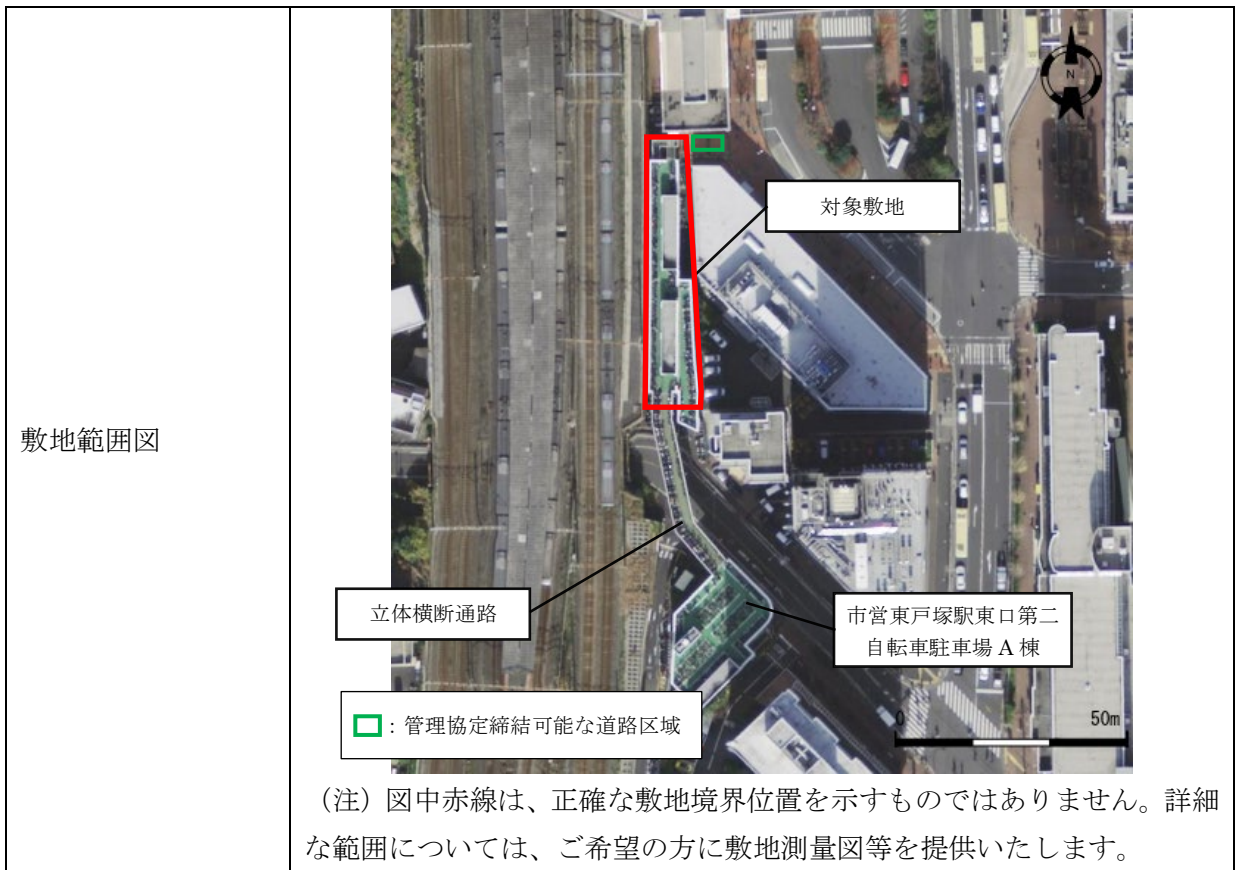 敷地範囲図
N
対象敷地
立体横断通路
市営東戸塚駅東口第二
自転車駐車場 A 棟
：管理協定締結可能な道路区域
0 50m
（注）図中赤線は、正確な敷地境界位置を示すものではありません。詳細
な範囲については、ご希望の方に敷地測量図等を提供いたします。